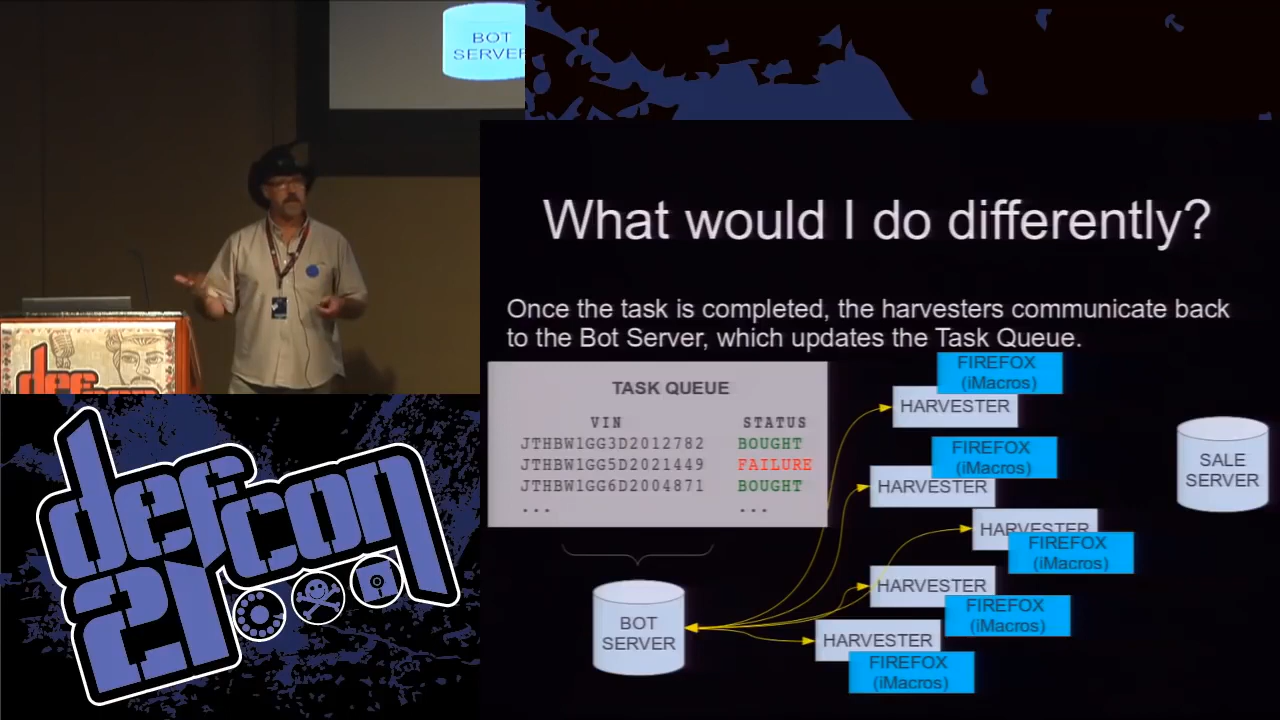 BOT
SERVER
defcon
defcon
21
What would I do differently?
Once the task is completed, the harvesters communicate back
to the Bot Server, which updates the Task Queue.
TASK QUEUE
VIN STATUS
JTHBW1GG3D2012782 BOUGHT
JTHBW1GG5D2021449 FAILURE
JTHBW1GG6D2004871 BOUGHT
... ...
BOT
SERVER
FIREFOX
(iMacros)
HARVESTER
FIREFOX
(iMacros)
HARVESTER
HARVESTER
FIREFOX
(iMacros)
HARVESTER
FIREFOX
(iMacros)
HARVESTER
FIREFOX
(iMacros)
SALE
SERVER